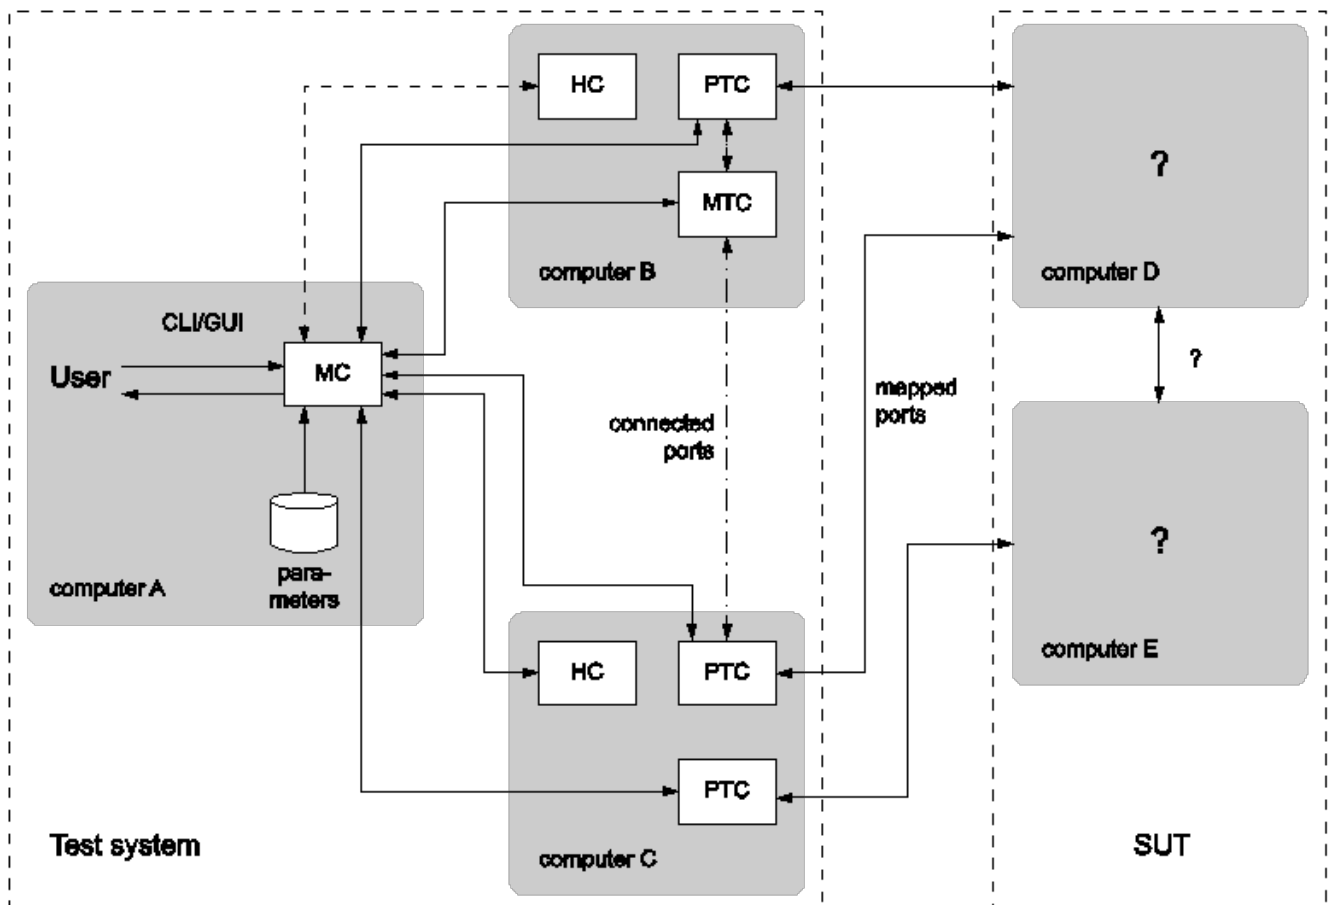 HC
PTC
?
MTC
computer B
computer D
CLI/GUI
User
MC
?
mapped
ports
connected
ports
?
para-
meters
computer A
HC
PTC
computer E
PTC
Test system
computer C
SUT